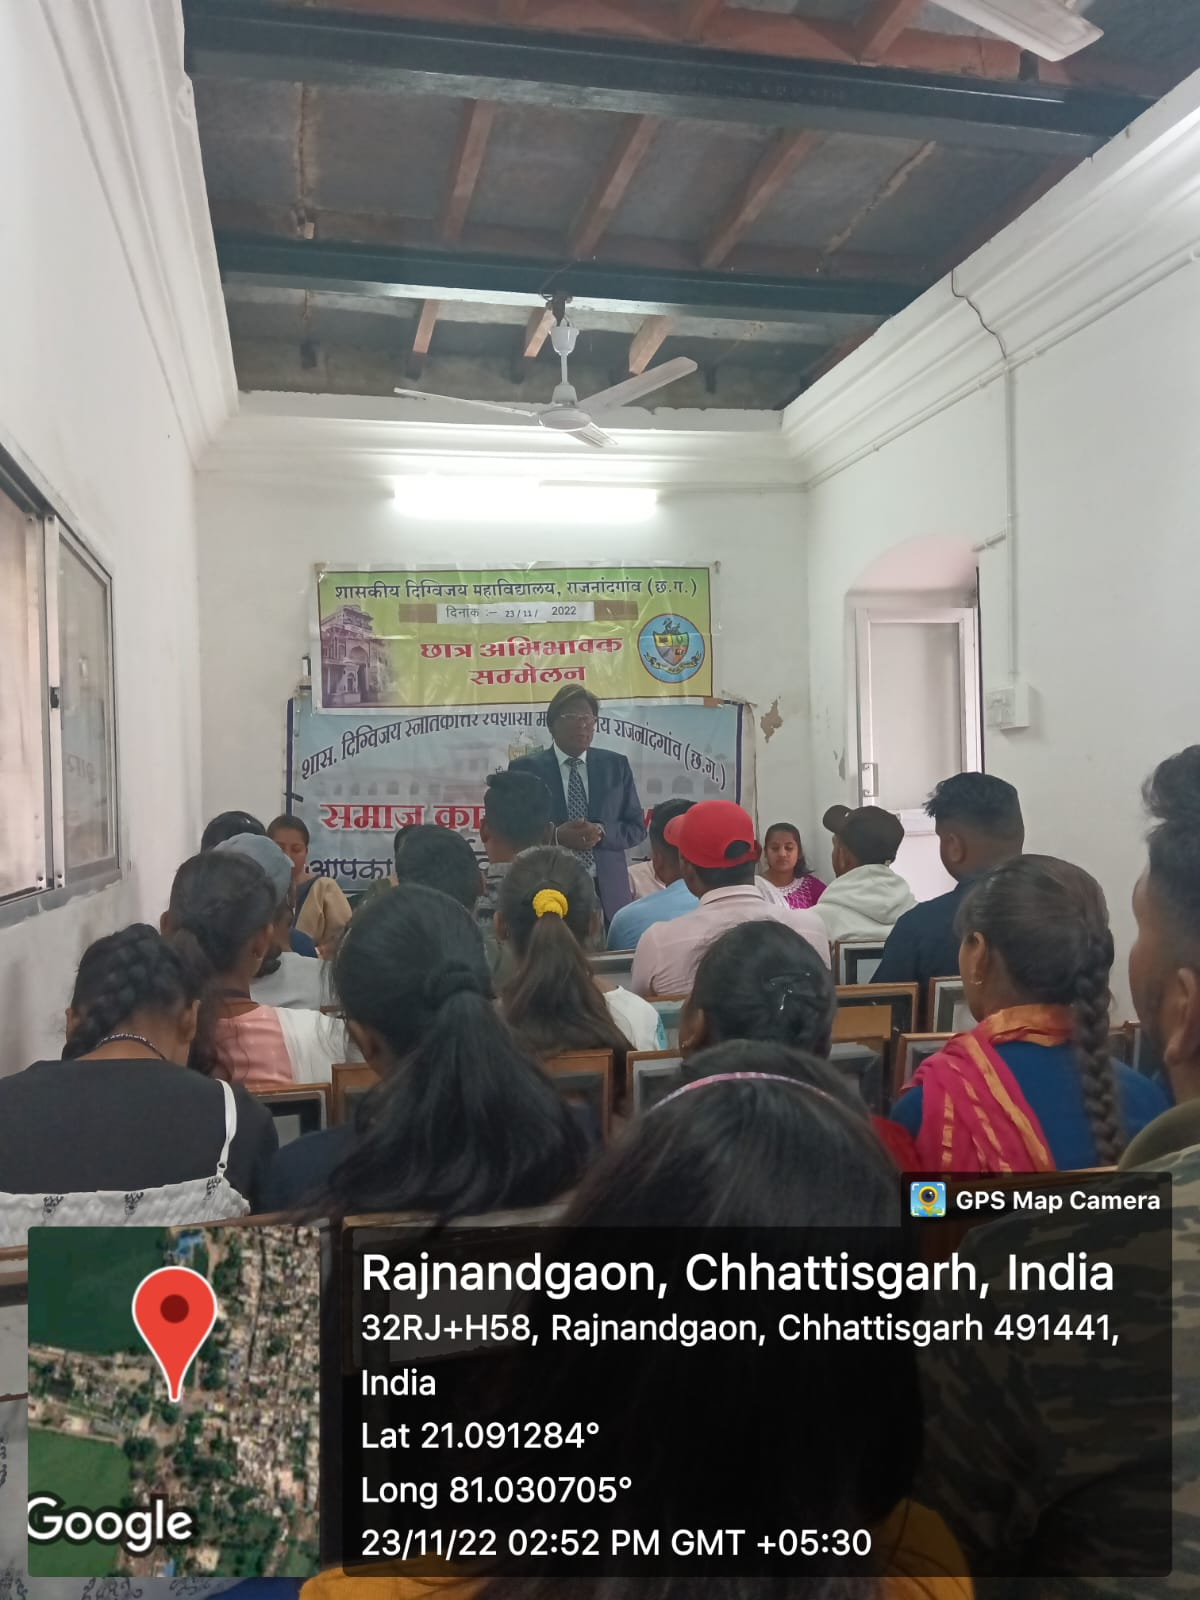 शासकीय दिग्विजय महाविद्यालय, राजनांदगांव (छ.ग.)
दिनांक :- 23/11/ 2022
छात्र अभिभावक
सम्मेलन
शास. दिग्विजय स्नातकोत्तर स्वशासी राजनांदगांव (छ.ग.)
समाज
आपका
GPS Map Camera
Rajnandgaon, Chhattisgarh, India
32RJ+H58, Rajnandgaon, Chhattisgarh 491441,
India
Lat 21.091284°
Long 81.030705°
23/11/22 02:52 PM GMT +05:30
Google